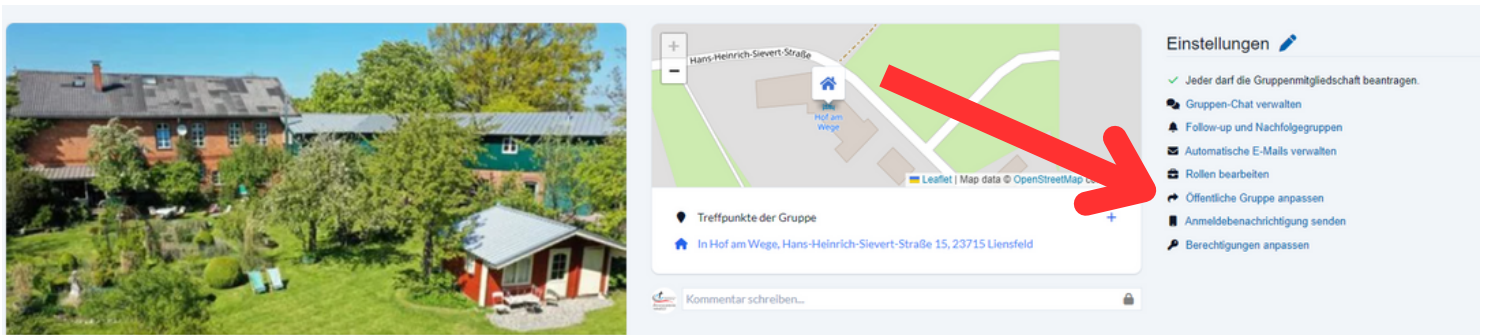 Hans-Heinrich-Sievert-Straße
+
−
Hof am
Wege
Leaflet | Map data © OpenStreetMap
Treffpunkte der Gruppe
+
In Hof am Wege, Hans-Heinrich-Sievert-Straße 15, 23715 Liensfeld
Kommentar schreiben...
Einstellungen
Jeder darf die Gruppenmitgliedschaft beantragen.
Gruppen-Chat verwalten
Follow-up und Nachfolgegruppen
Automatische E-Mails verwalten
Rollen bearbeiten
Öffentliche Gruppe anpassen
Anmeldebenachrichtigung senden
Berechtigungen anpassen